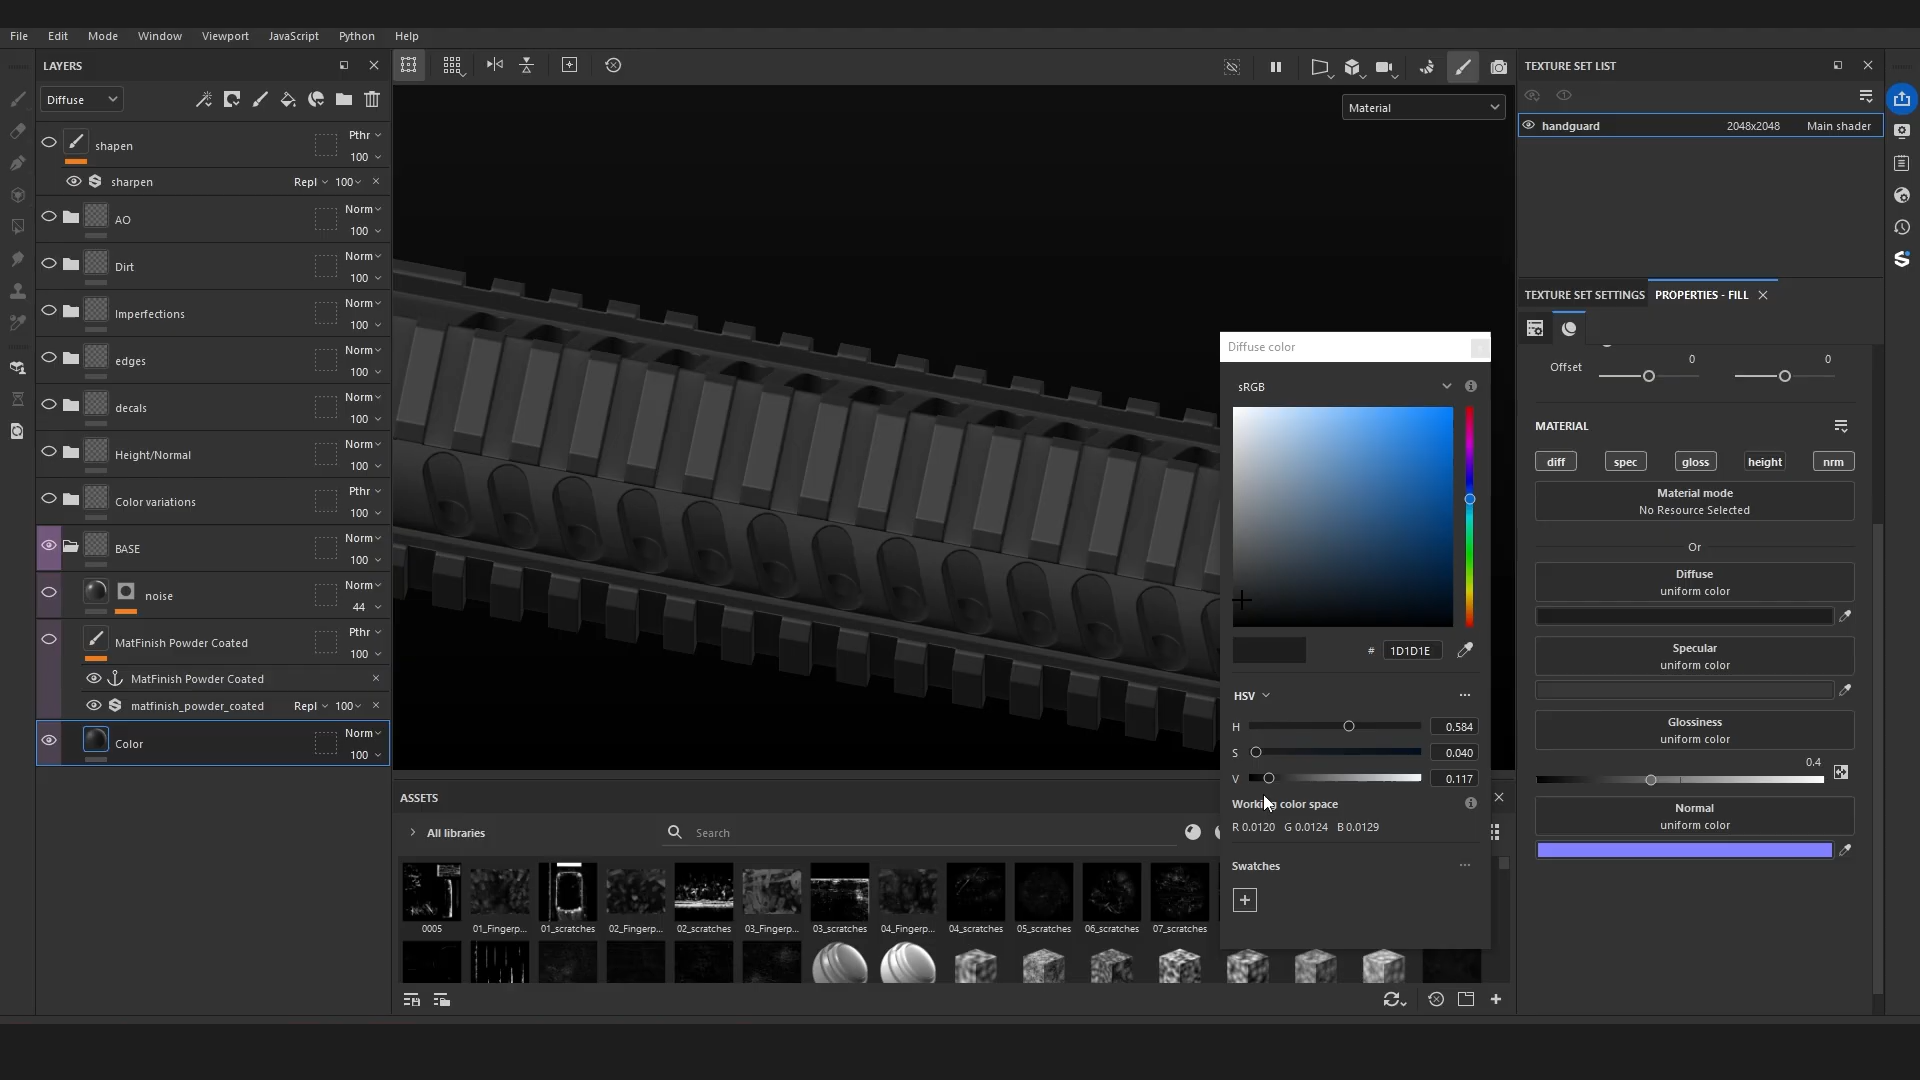 File Edit Mode Window Viewport JavaScript Python Help
LAYERS
Diffuse
shapen
Pthr
100
sharpen Repl 100
AO
Norm
100
Dirt
Norm
100
Imperfections
Norm
100
edges
Norm
100
decals
Norm
100
Height/Normal
Norm
100
Color variations
Pthr
100
BASE
Norm
100
noise
Norm
44
MatFinish Powder Coated
Pthr
100
MatFinish Powder Coated
matfinish_powder_coated Repl 100
Color
Norm
100
Material
Diffuse color
sRGB
# 1D1D1E
HSV
H 0.584
S 0.040
V 0.117
Working color space
R 0.0120 G 0.0124 B 0.0129
Swatches
ASSETS
All libraries
Search
0005 01_Fingerp... 01_scratches 02_Fingerp... 02_scratches 03_Fingerp... 03_scratches 04_Fingerp... 04_scratches 05_scratches 06_scratches 07_scratches
TEXTURE SET LIST
handguard 2048x2048 Main shader
TEXTURE SET SETTINGS PROPERTIES - FILL
Offset 0 0
MATERIAL
diff spec gloss height nrm
Material mode
No Resource Selected
Or
Diffuse
uniform color
Specular
uniform color
Glossiness
uniform color
0.4
Normal
uniform color